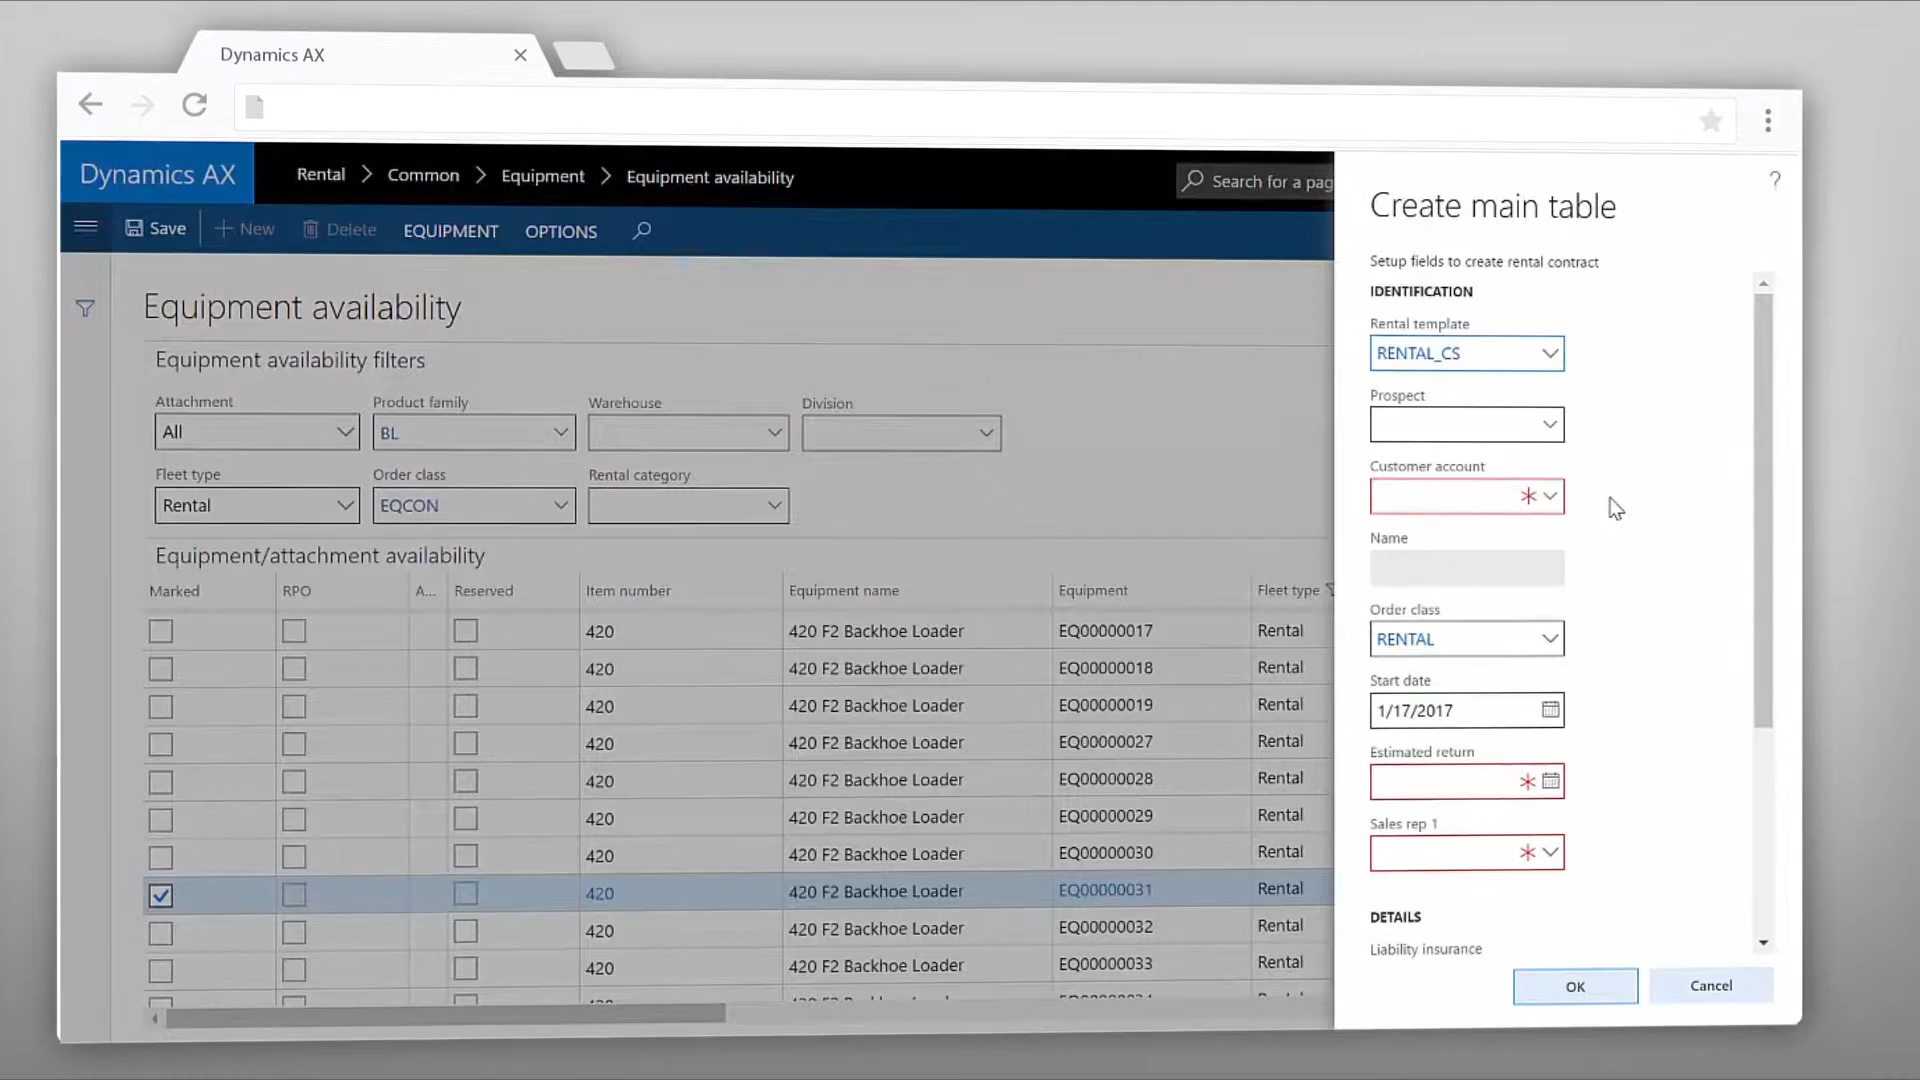 Dynamics AX
Dynamics AX
Rental
Common
Equipment
Equipment availability
Search for a pag
Save
New
Delete
EQUIPMENT
OPTIONS
Equipment availability
Equipment availability filters
Attachment
Product family
Warehouse
Division
All
BL
Fleet type
Order class
Rental category
Rental
EQCON
Equipment/attachment availability
Marked RPO A... Reserved Item number Equipment name Equipment Fleet type
420 420 F2 Backhoe Loader EQ00000017 Rental
420 420 F2 Backhoe Loader EQ00000018 Rental
420 420 F2 Backhoe Loader EQ00000019 Rental
420 420 F2 Backhoe Loader EQ00000027 Rental
420 420 F2 Backhoe Loader EQ00000028 Rental
420 420 F2 Backhoe Loader EQ00000029 Rental
420 420 F2 Backhoe Loader EQ00000030 Rental
420 420 F2 Backhoe Loader EQ00000031 Rental
420 420 F2 Backhoe Loader EQ00000032 Rental
420 420 F2 Backhoe Loader EQ00000033 Rental
?
Create main table
Setup fields to create rental contract
IDENTIFICATION
Rental template
RENTAL_CS
Prospect
Customer account
*
Name
Order class
RENTAL
Start date
1/17/2017
Estimated return
*
Sales rep 1
*
DETAILS
Liability insurance
OK
Cancel